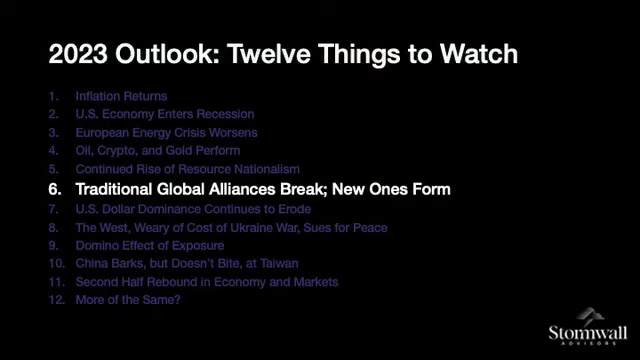 2023 Outlook: Twelve Things to Watch
1. Inflation Returns
2. U.S. Economy Enters Recession
3. European Energy Crisis Worsens
4. Oil, Crypto, and Gold Perform
5. Continued Rise of Resource Nationalism
6. Traditional Global Alliances Break; New Ones Form
7. U.S. Dollar Dominance Continues to Erode
8. The West, Weary of Cost of Ukraine War, Sues for Peace
9. Domino Effect of Exposure
10. China Barks, but Doesn't Bite, at Taiwan
11. Second Half Rebound in Economy and Markets
12. More of the Same?
Stormwall
ADVISORS